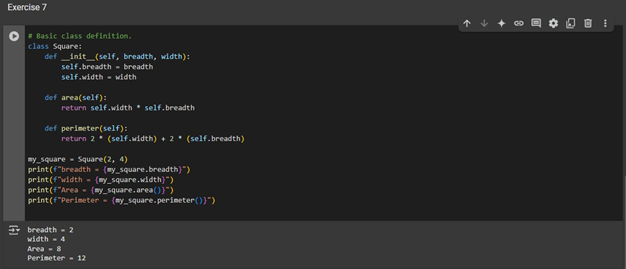 Exercise 7
# Basic class definition.
class Square:
    def __init__(self, breadth, width):
        self.breadth = breadth
        self.width = width

    def area(self):
        return self.width * self.breadth

    def perimeter(self):
        return 2 * (self.width) + 2 * (self.breadth)

my_square = Square(2, 4)
print(f"breadth = {my_square.breadth}")
print(f"width = {my_square.width}")
print(f"Area = {my_square.area()}")
print(f"Perimeter = {my_square.perimeter()}")
breadth = 2
width = 4
Area = 8
Perimeter = 12